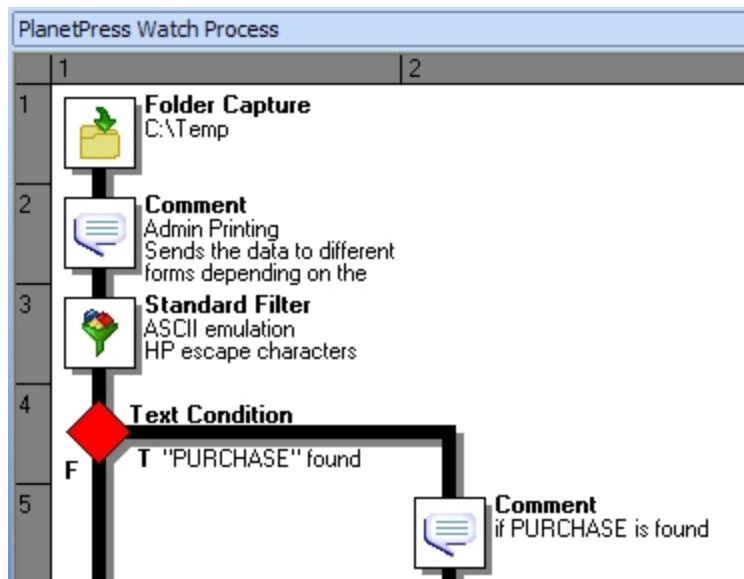 PlanetPress Watch Process
1 2
1
Folder Capture
C:\Temp
2
Comment
Admin Printing
Sends the data to different
forms depending on the
3
Standard Filter
ASCII emulation
HP escape characters
4
Text Condition
F
T "PURCHASE" found
5
Comment
if PURCHASE is found